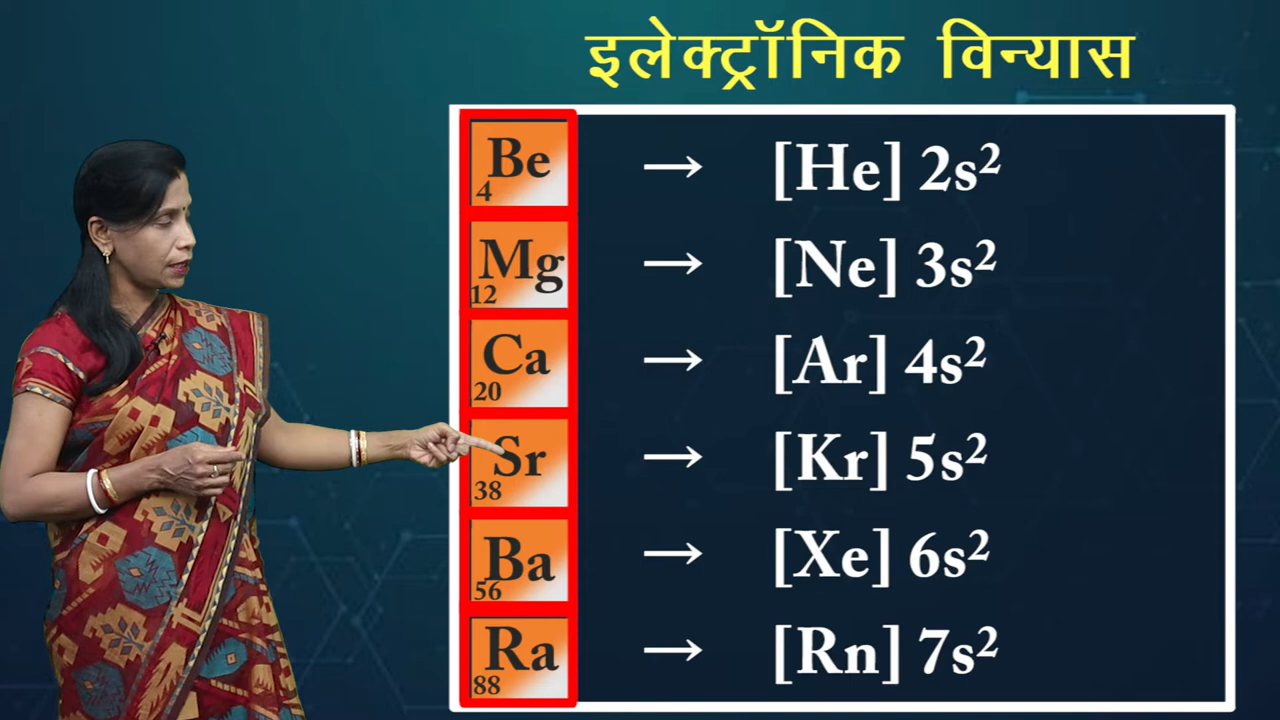 इलेक्ट्रॉनिक विन्यास
Be 4 → [He] 2s²
Mg 12 → [Ne] 3s²
Ca 20 → [Ar] 4s²
Sr 38 → [Kr] 5s²
Ba 56 → [Xe] 6s²
Ra 88 → [Rn] 7s²